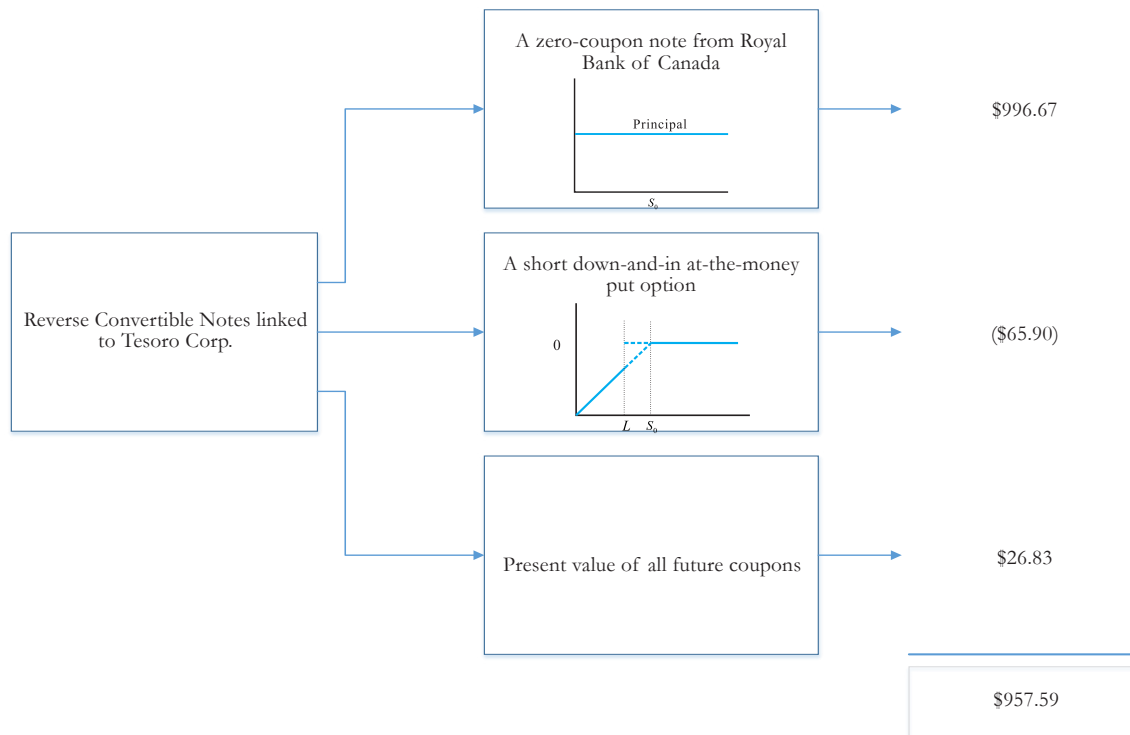 A zero-coupon note from Royal
Bank of Canada
Principal
S₀
$996.67
Reverse Convertible Notes linked
to Tesoro Corp.
A short down-and-in at-the-money
put option
0
L S₀
($65.90)
Present value of all future coupons
$26.83
$957.59